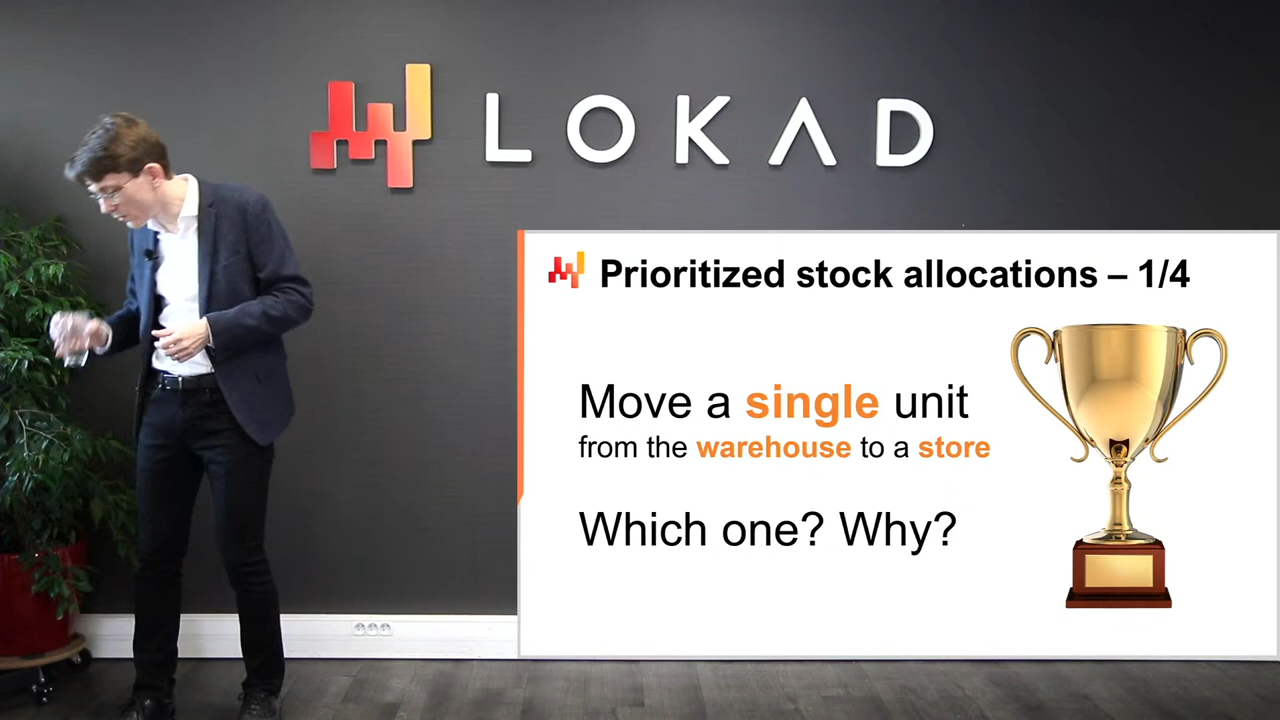 LOKAD
Prioritized stock allocations – 1/4
Move a single unit
from the warehouse to a store
Which one? Why?